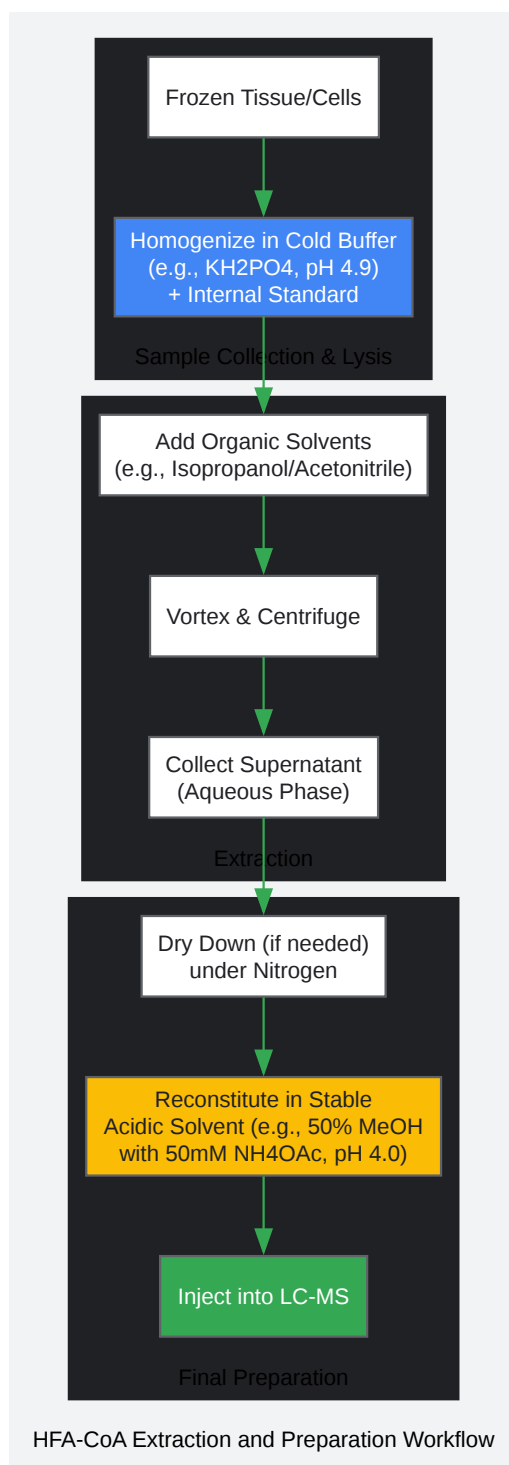 Frozen Tissue/Cells
Homogenize in Cold Buffer
(e.g., KH2PO4, pH 4.9)
+ Internal Standard
Sample Collection & Lysis
Add Organic Solvents
(e.g., Isopropanol/Acetonitrile)
Vortex & Centrifuge
Collect Supernatant
(Aqueous Phase)
Extraction
Dry Down (if needed)
under Nitrogen
Reconstitute in Stable
Acidic Solvent (e.g., 50% MeOH
with 50mM NH4OAc, pH 4.0)
Inject into LC-MS
Final Preparation
HFA-CoA Extraction and Preparation Workflow